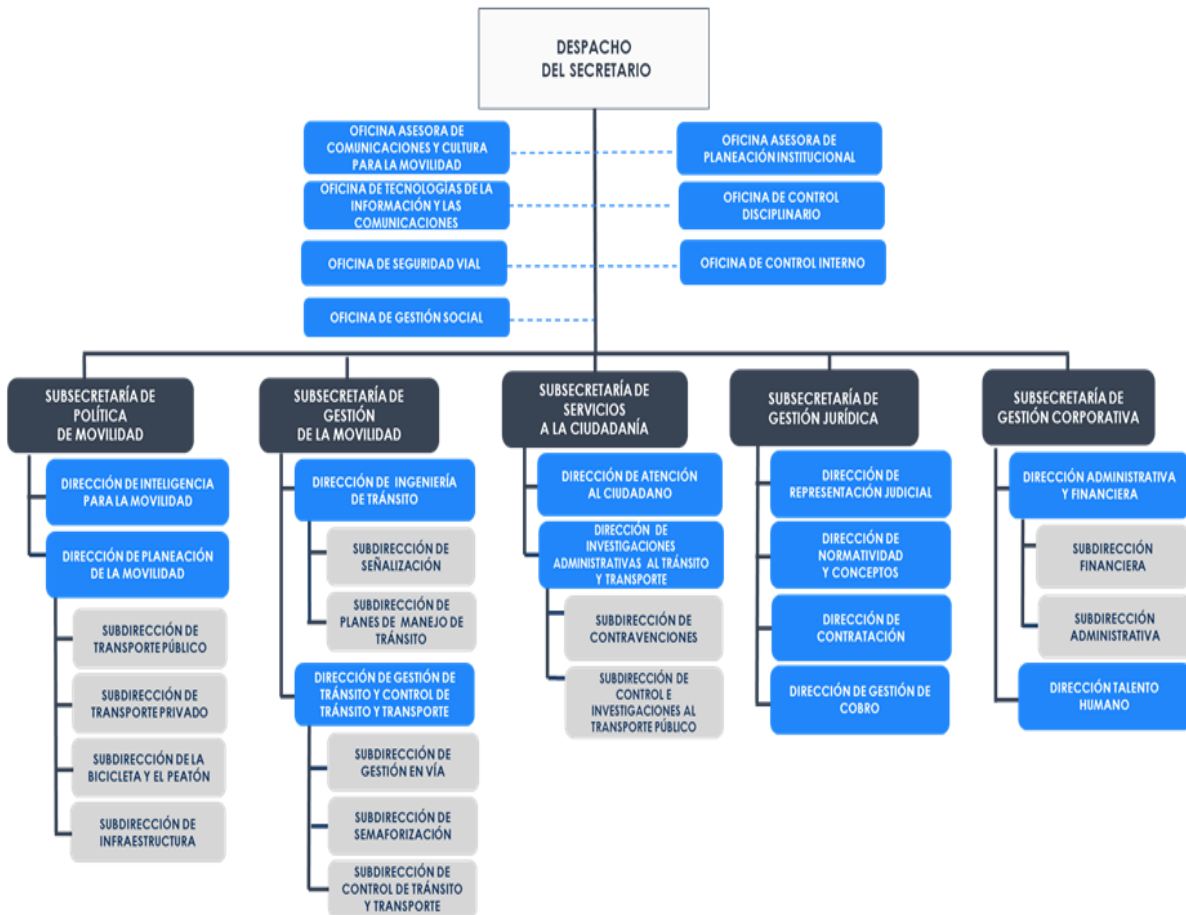 DESPACHO
DEL SECRETARIO
OFICINA ASESORA DE
COMUNICACIONES Y CULTURA
PARA LA MOVILIDAD
OFICINA ASESORA DE
PLANEACIÓN INSTITUCIONAL
OFICINA DE TECNOLOGÍAS DE LA
INFORMACIÓN Y LAS
COMUNICACIONES
OFICINA DE CONTROL
DISCIPLINARIO
OFICINA DE SEGURIDAD VIAL
OFICINA DE CONTROL INTERNO
OFICINA DE GESTIÓN SOCIAL
SUBSECRETARÍA DE
POLÍTICA
DE MOVILIDAD
DIRECCIÓN DE INTELIGENCIA
PARA LA MOVILIDAD
DIRECCIÓN DE PLANEACIÓN
DE LA MOVILIDAD
SUBDIRECCIÓN DE
TRANSPORTE PÚBLICO
SUBDIRECCIÓN DE
TRANSPORTE PRIVADO
SUBDIRECCIÓN DE LA
BICICLETA Y EL PEATÓN
SUBDIRECCIÓN DE
INFRAESTRUCTURA
SUBSECRETARÍA DE
GESTIÓN
DE LA MOVILIDAD
DIRECCIÓN DE INGENIERÍA
DE TRÁNSITO
SUBDIRECCIÓN DE
SEÑALIZACIÓN
SUBDIRECCIÓN DE
PLANES DE MANEJO DE
TRÁNSITO
DIRECCIÓN DE GESTIÓN DE
TRÁNSITO Y CONTROL DE
TRÁNSITO Y TRANSPORTE
SUBDIRECCIÓN DE
GESTIÓN EN VÍA
SUBDIRECCIÓN DE
SEMAFORIZACIÓN
SUBDIRECCIÓN DE
CONTROL DE TRÁNSITO
Y TRANSPORTE
SUBSECRETARÍA DE
SERVICIOS
A LA CIUDADANÍA
DIRECCIÓN DE ATENCIÓN
AL CIUDADANO
DIRECCIÓN DE
INVESTIGACIONES
ADMINISTRATIVAS AL TRÁNSITO
Y TRANSPORTE
SUBDIRECCIÓN DE
CONTRAVENCIONES
SUBDIRECCIÓN DE
CONTROL E
INVESTIGACIONES AL
TRANSPORTE PÚBLICO
SUBSECRETARÍA DE
GESTIÓN JURÍDICA
DIRECCIÓN DE
REPRESENTACIÓN JUDICIAL
DIRECCIÓN DE
NORMATIVIDAD
Y CONCEPTOS
DIRECCIÓN DE
CONTRATACIÓN
DIRECCIÓN DE GESTIÓN DE
COBRO
SUBSECRETARÍA DE
GESTIÓN CORPORATIVA
DIRECCIÓN ADMINISTRATIVA
Y FINANCIERA
SUBDIRECCIÓN
FINANCIERA
SUBDIRECCIÓN
ADMINISTRATIVA
DIRECCIÓN TALENTO
HUMANO